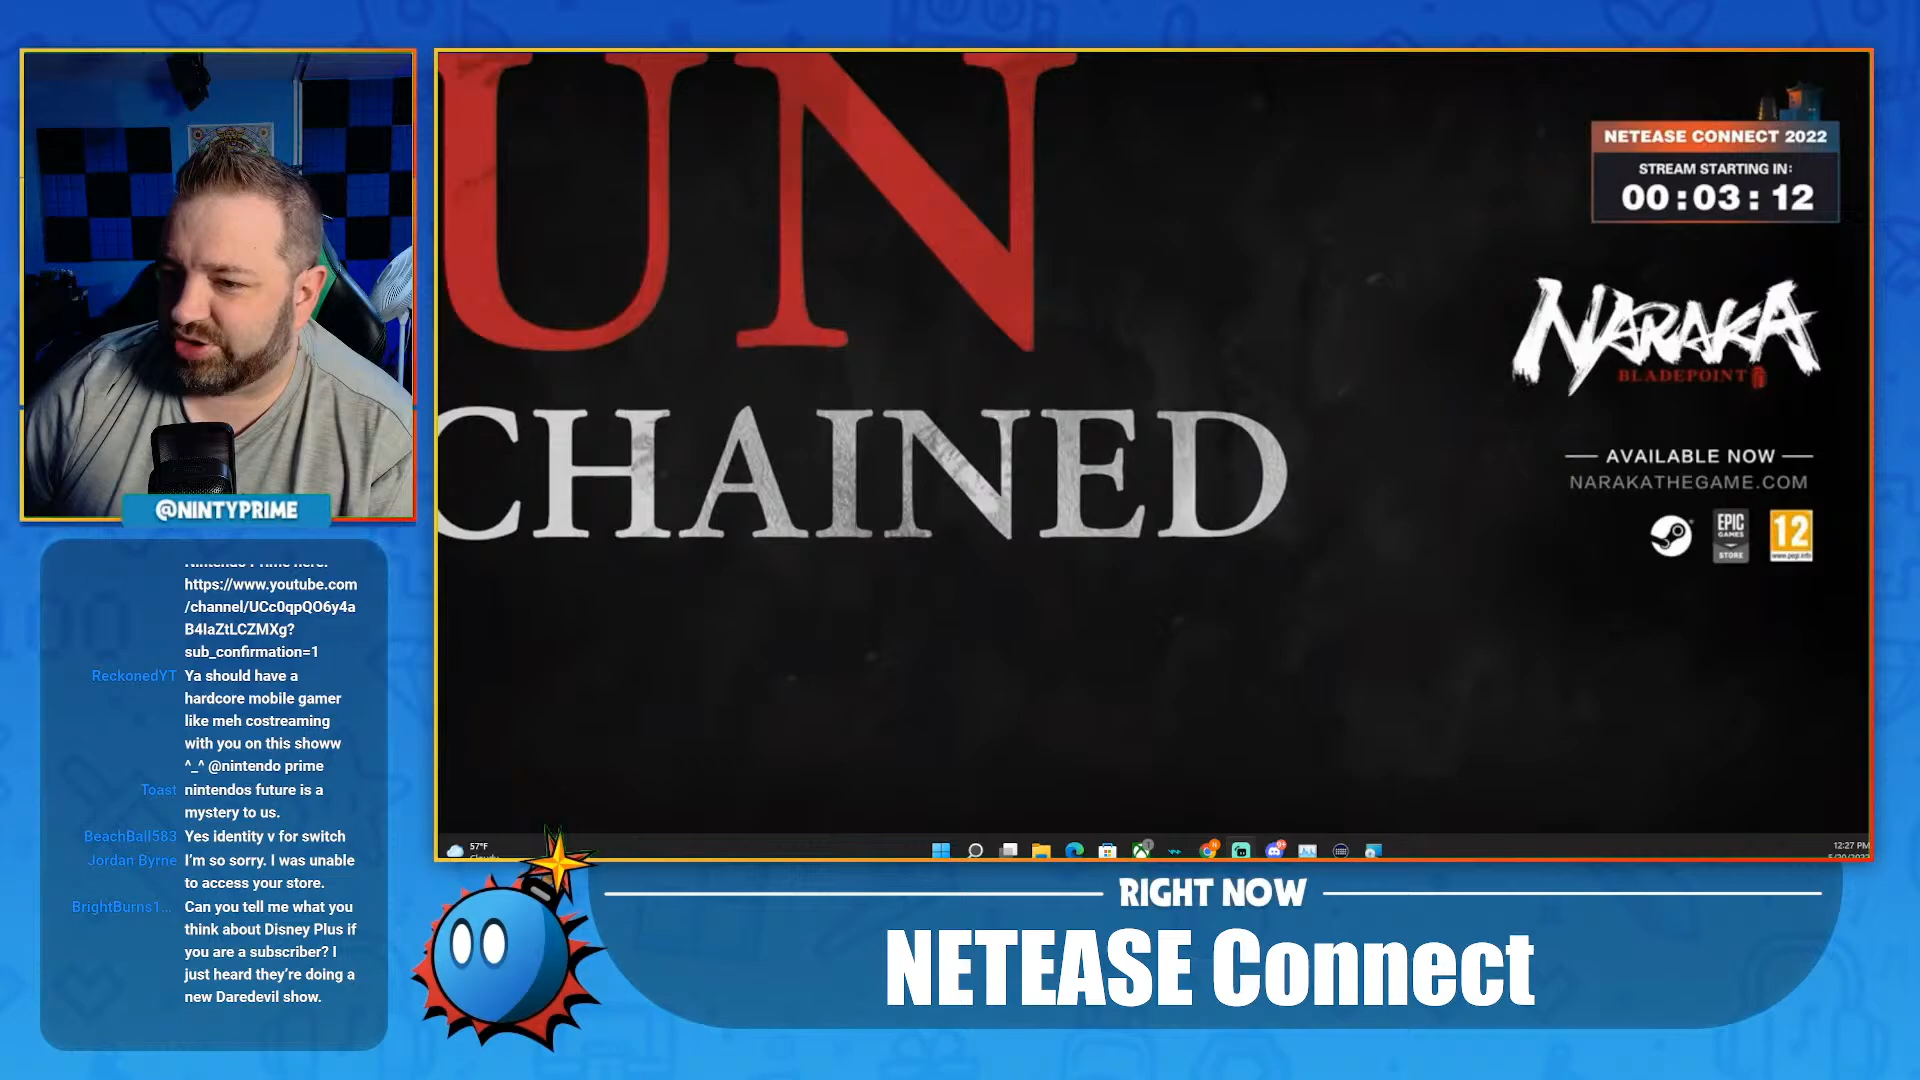 UN
CHAINED
NETEASE CONNECT 2022
STREAM STARTING IN:
00:03:12
NARAKA
BLADEPOINT
AVAILABLE NOW
NARAKATHEGAME.COM
EPIC
GAMES
STORE
12
www.pegi.info
@NINTYPRIME
https://www.youtube.com
/channel/UCc0qpQO6y4a
B4IaZtLCZMXg?
sub_confirmation=1
ReckonedYT Ya should have a
hardcore mobile gamer
like meh costreaming
with you on this showw
^_^ @nintendo prime
Toast nintendos future is a
mystery to us.
BeachBall583 Yes identity v for switch
Jordan Byrne I'm so sorry. I was unable
to access your store.
BrightBurns1... Can you tell me what you
think about Disney Plus if
you are a subscriber? I
just heard they're doing a
new Daredevil show.
57°F
12:27 PM
RIGHT NOW
NETEASE Connect